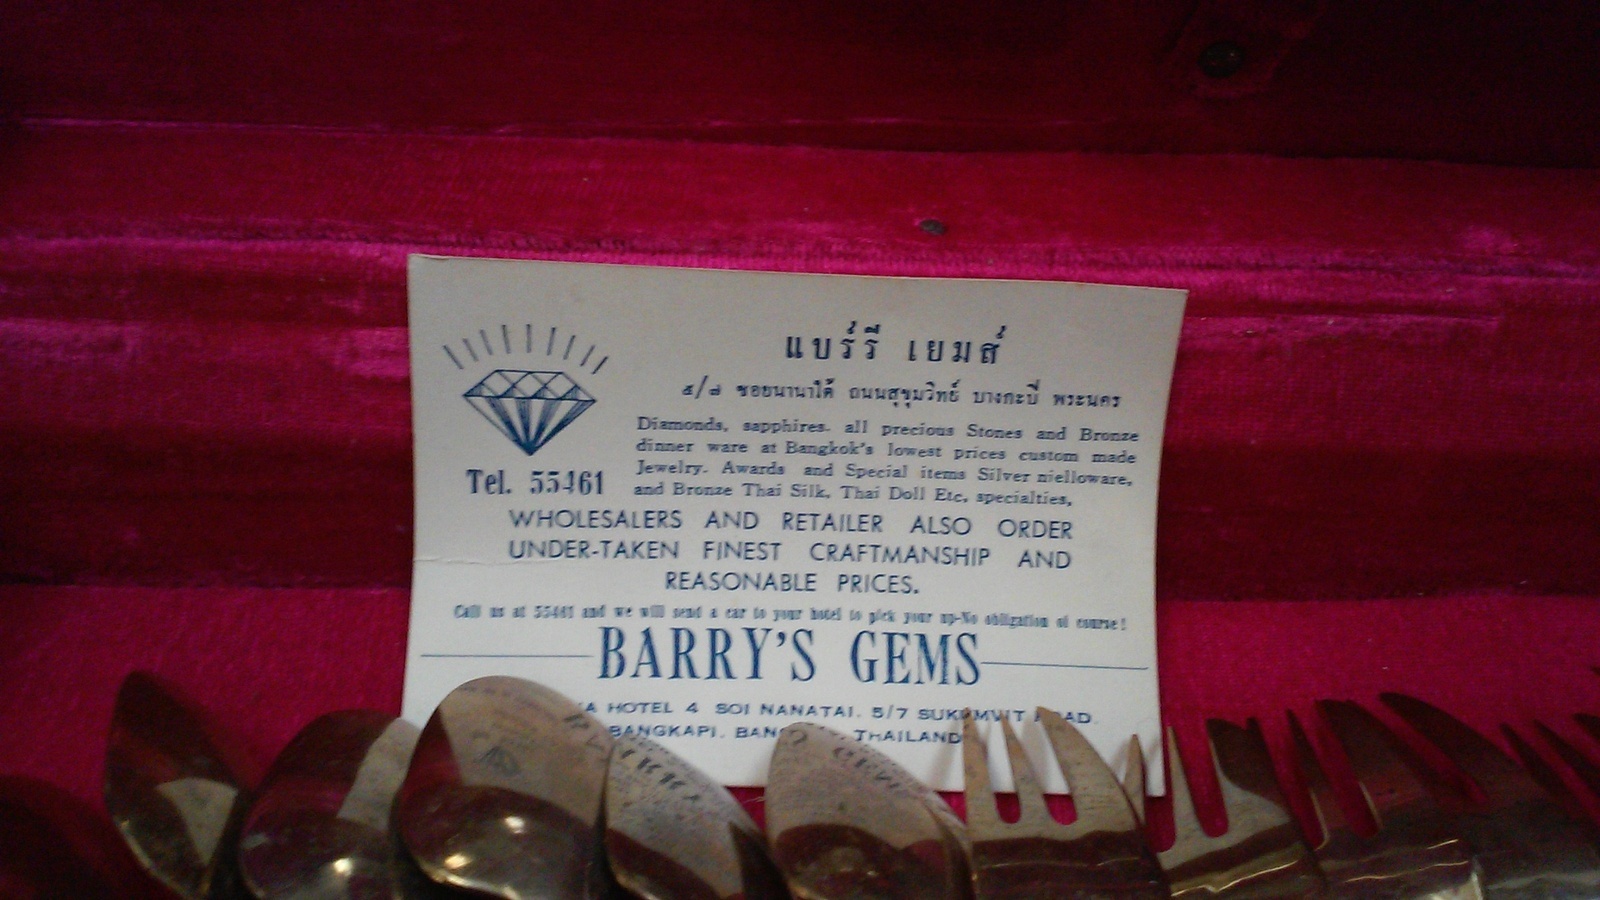 แบร์รี เยมส์
๕/๗ ซอยนานาใต้ ถนนสุขุมวิทย์ บางกะปี พระนคร
Diamonds, sapphires. all precious Stones and Bronze
dinner ware at Bangkok's lowest prices custom made
Jewelry. Awards and Special items Silver nielloware,
and Bronze Thai Silk, Thai Doll Etc, specialties,
Tel. 55461
WHOLESALERS AND RETAILER ALSO ORDER
UNDER-TAKEN FINEST CRAFTMANSHIP AND
REASONABLE PRICES.
Call us at 55461 and we will send a car to your hotel to pick your up-No obligation of course!
BARRY'S GEMS
HOTEL 4 SOI NANATAI. 5/7 SUKUMVIT ROAD.
BANGKAPI. THAILAND